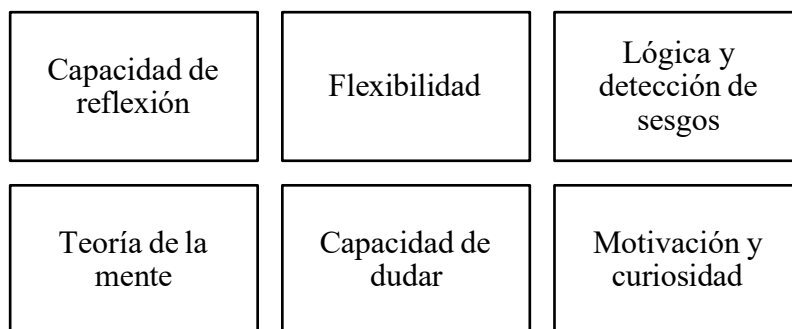 Capacidad de
reflexión
Flexibilidad
Lógica y
detección de
sesgos
Teoría de la
mente
Capacidad de
dudar
Motivación y
curiosidad